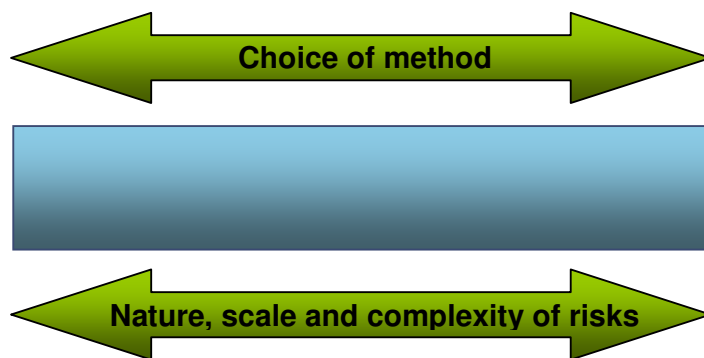 Choice of method
Nature, scale and complexity of risks